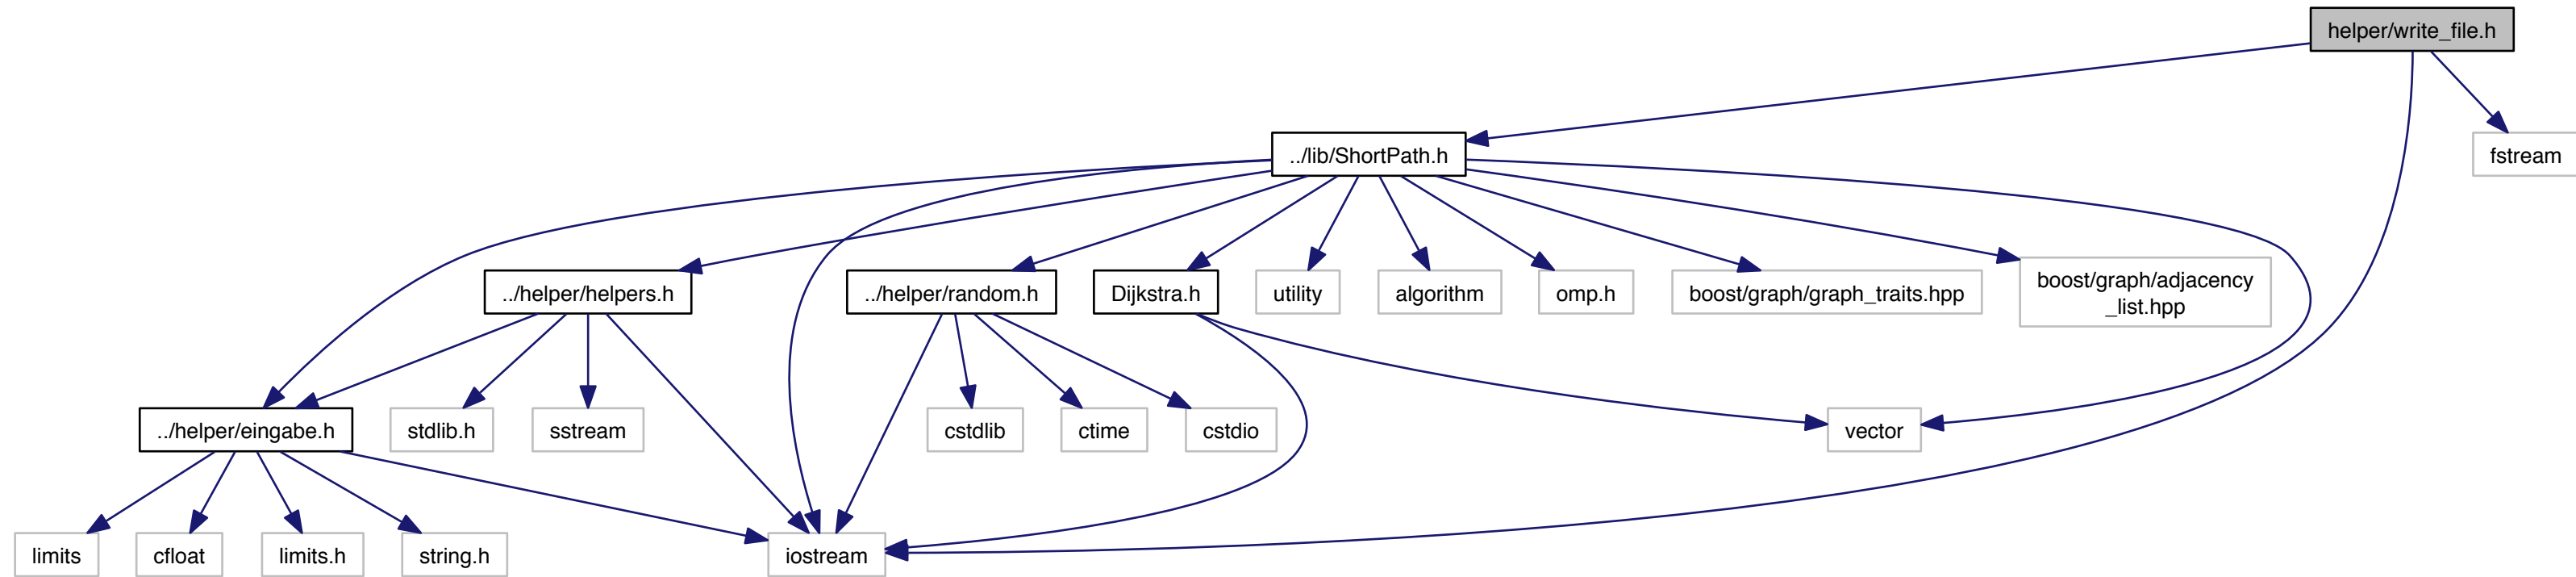 helper/write_file.h
../lib/ShortPath.h
fstream
../helper/helpers.h
../helper/random.h
Dijkstra.h
utility
algorithm
omp.h
boost/graph/graph_traits.hpp
boost/graph/adjacency
_list.hpp
../helper/eingabe.h
stdlib.h
sstream
cstdlib
ctime
cstdio
vector
limits
cfloat
limits.h
string.h
iostream